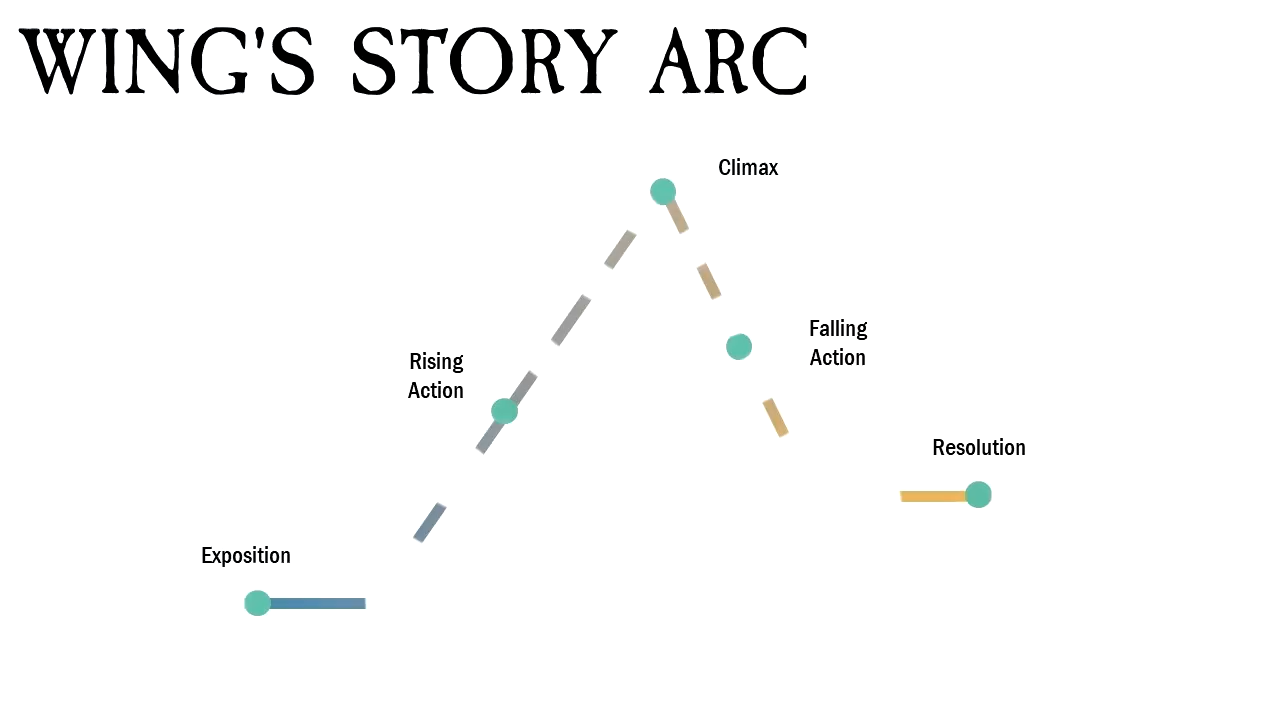 WING'S STORY ARC
Climax
Falling
Action
Rising
Action
Resolution
Exposition